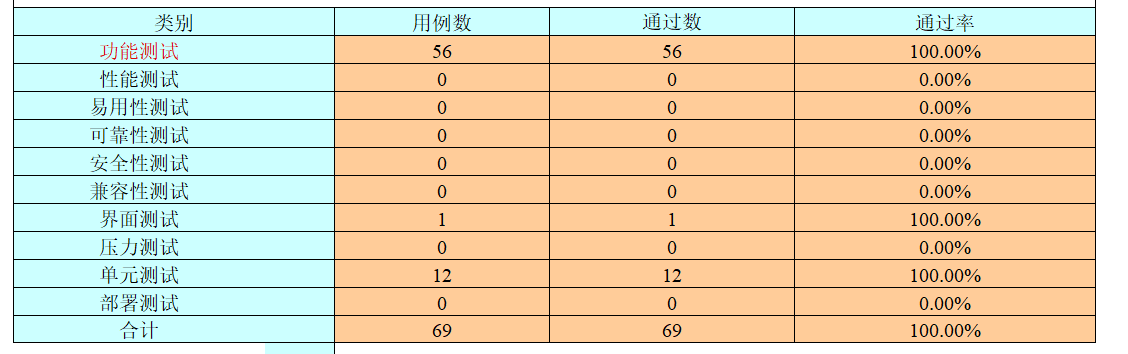 类别 用例数 通过数 通过率
功能测试 56 56 100.00%
性能测试 0 0 0.00%
易用性测试 0 0 0.00%
可靠性测试 0 0 0.00%
安全性测试 0 0 0.00%
兼容性测试 0 0 0.00%
界面测试 1 1 100.00%
压力测试 0 0 0.00%
单元测试 12 12 100.00%
部署测试 0 0 0.00%
合计 69 69 100.00%